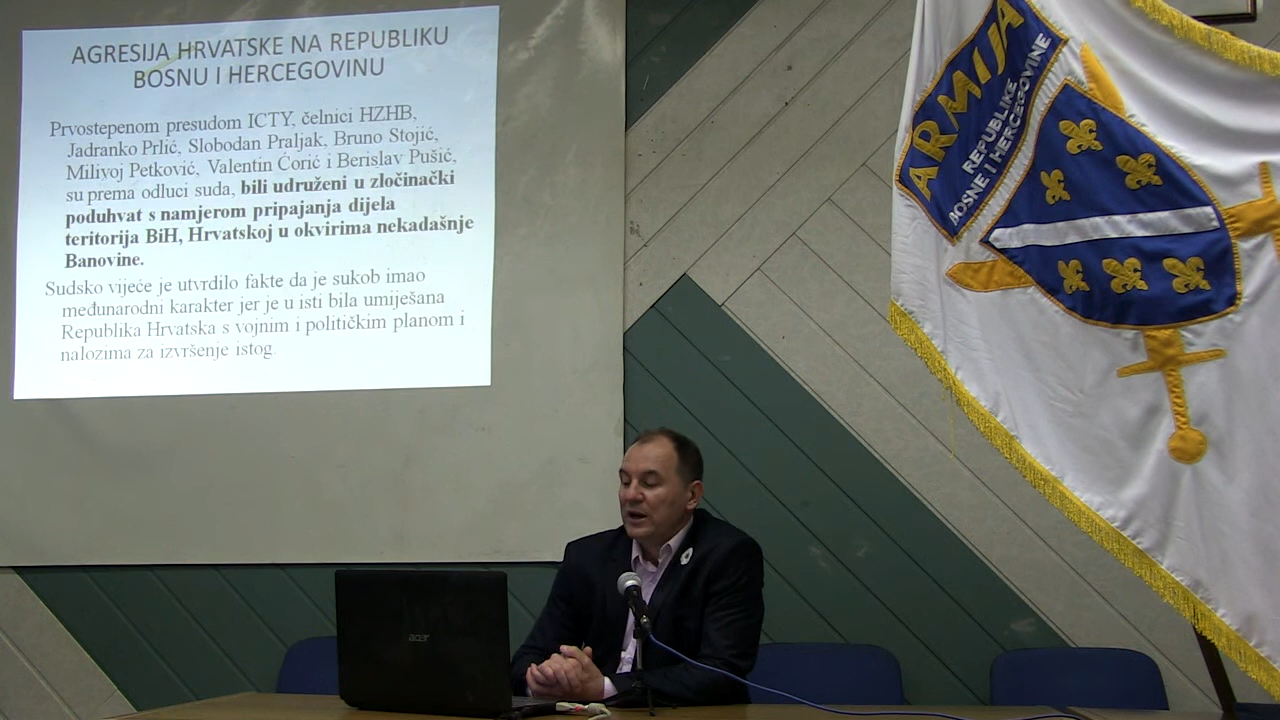 AGRESIJA HRVATSKE NA REPUBLIKU
BOSNU I HERCEGOVINU
Prvostepenom presudom ICTY, čelnici HZHB,
Jadranko Prlić, Slobodan Praljak, Bruno Stojić,
Milivoj Petković, Valentin Ćorić i Berislav Pušić,
su prema odluci suda, bili udruženi u zločinački
poduhvat s namjerom pripajanja dijela
teritorija BiH, Hrvatskoj u okvirima nekadašnje
Banovine.
Sudsko vijeće je utvrdilo fakte da je sukob imao
međunarodni karakter jer je u isti bila umiješana
Republika Hrvatska s vojnim i političkim planom i
nalozima za izvršenje istog.
ARMIJA
REPUBLIKE
BOSNE I HERCEGOVINE
acer